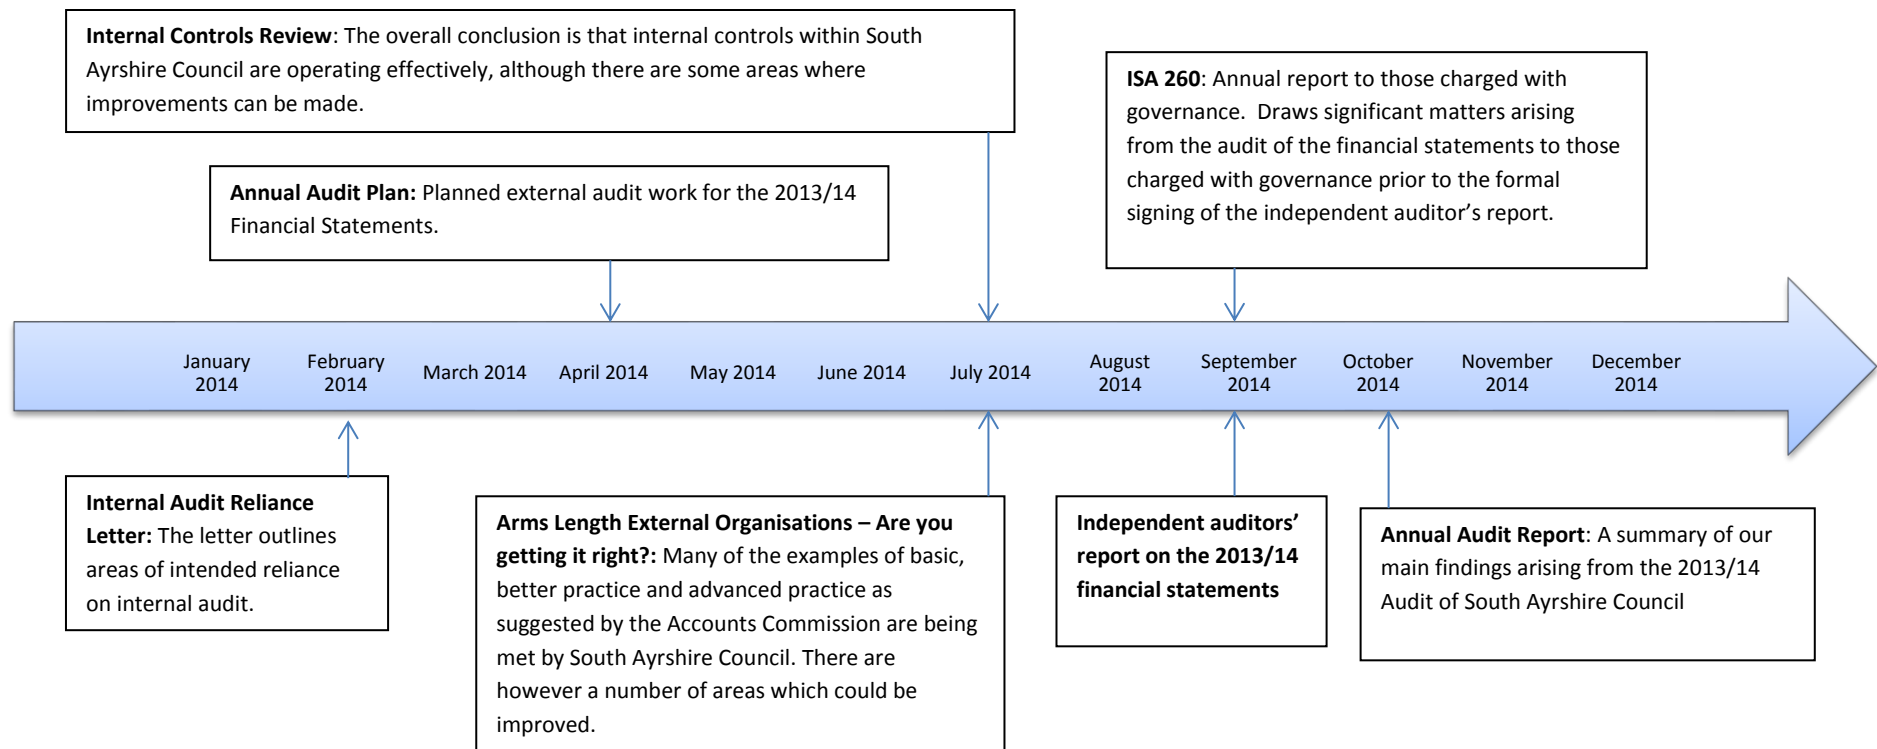 Internal Controls Review: The overall conclusion is that internal controls within South
Ayrshire Council are operating effectively, although there are some areas where
improvements can be made.
ISA 260: Annual report to those charged with
governance. Draws significant matters arising
from the audit of the financial statements to those
charged with governance prior to the formal
signing of the independent auditor’s report.
Annual Audit Plan: Planned external audit work for the 2013/14
Financial Statements.
January
2014
February
2014
March 2014
April 2014
May 2014
June 2014
July 2014
August
2014
September
2014
October
2014
November
2014
December
2014
Internal Audit Reliance
Letter: The letter outlines
areas of intended reliance
on internal audit.
Arms Length External Organisations – Are you
getting it right?: Many of the examples of basic,
better practice and advanced practice as
suggested by the Accounts Commission are being
met by South Ayrshire Council. There are
however a number of areas which could be
improved.
Independent auditors’
report on the 2013/14
financial statements
Annual Audit Report: A summary of our
main findings arising from the 2013/14
Audit of South Ayrshire Council